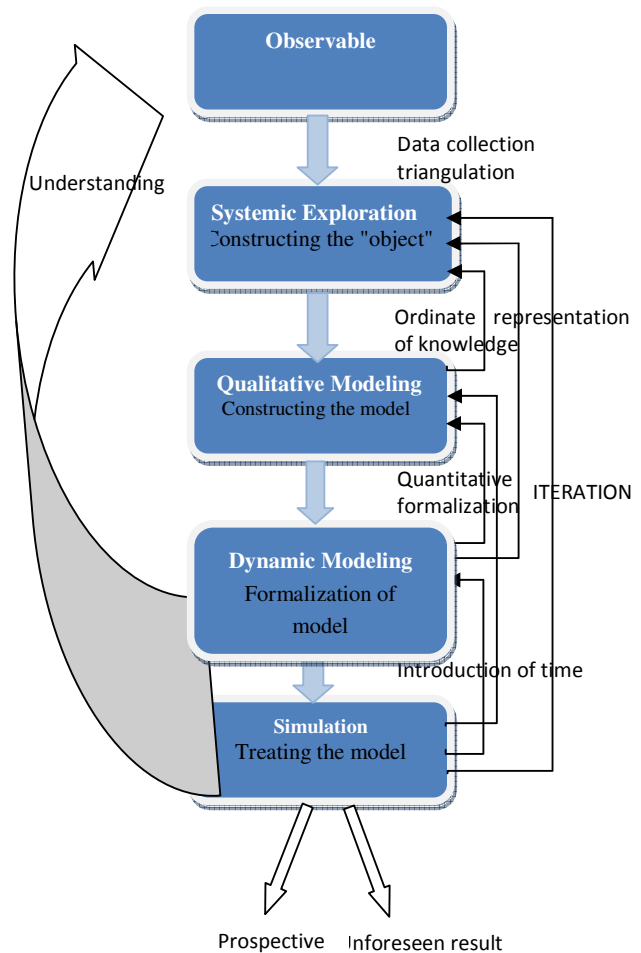 Observable
Data collection
triangulation
Understanding
Systemic Exploration
Constructing the "object"
Ordinate representation
of knowledge
Qualitative Modeling
Constructing the model
Quantitative
formalization
ITERATION
Dynamic Modeling
Formalization of
model
Introduction of time
Simulation
Treating the model
Prospective
Inforeseen result